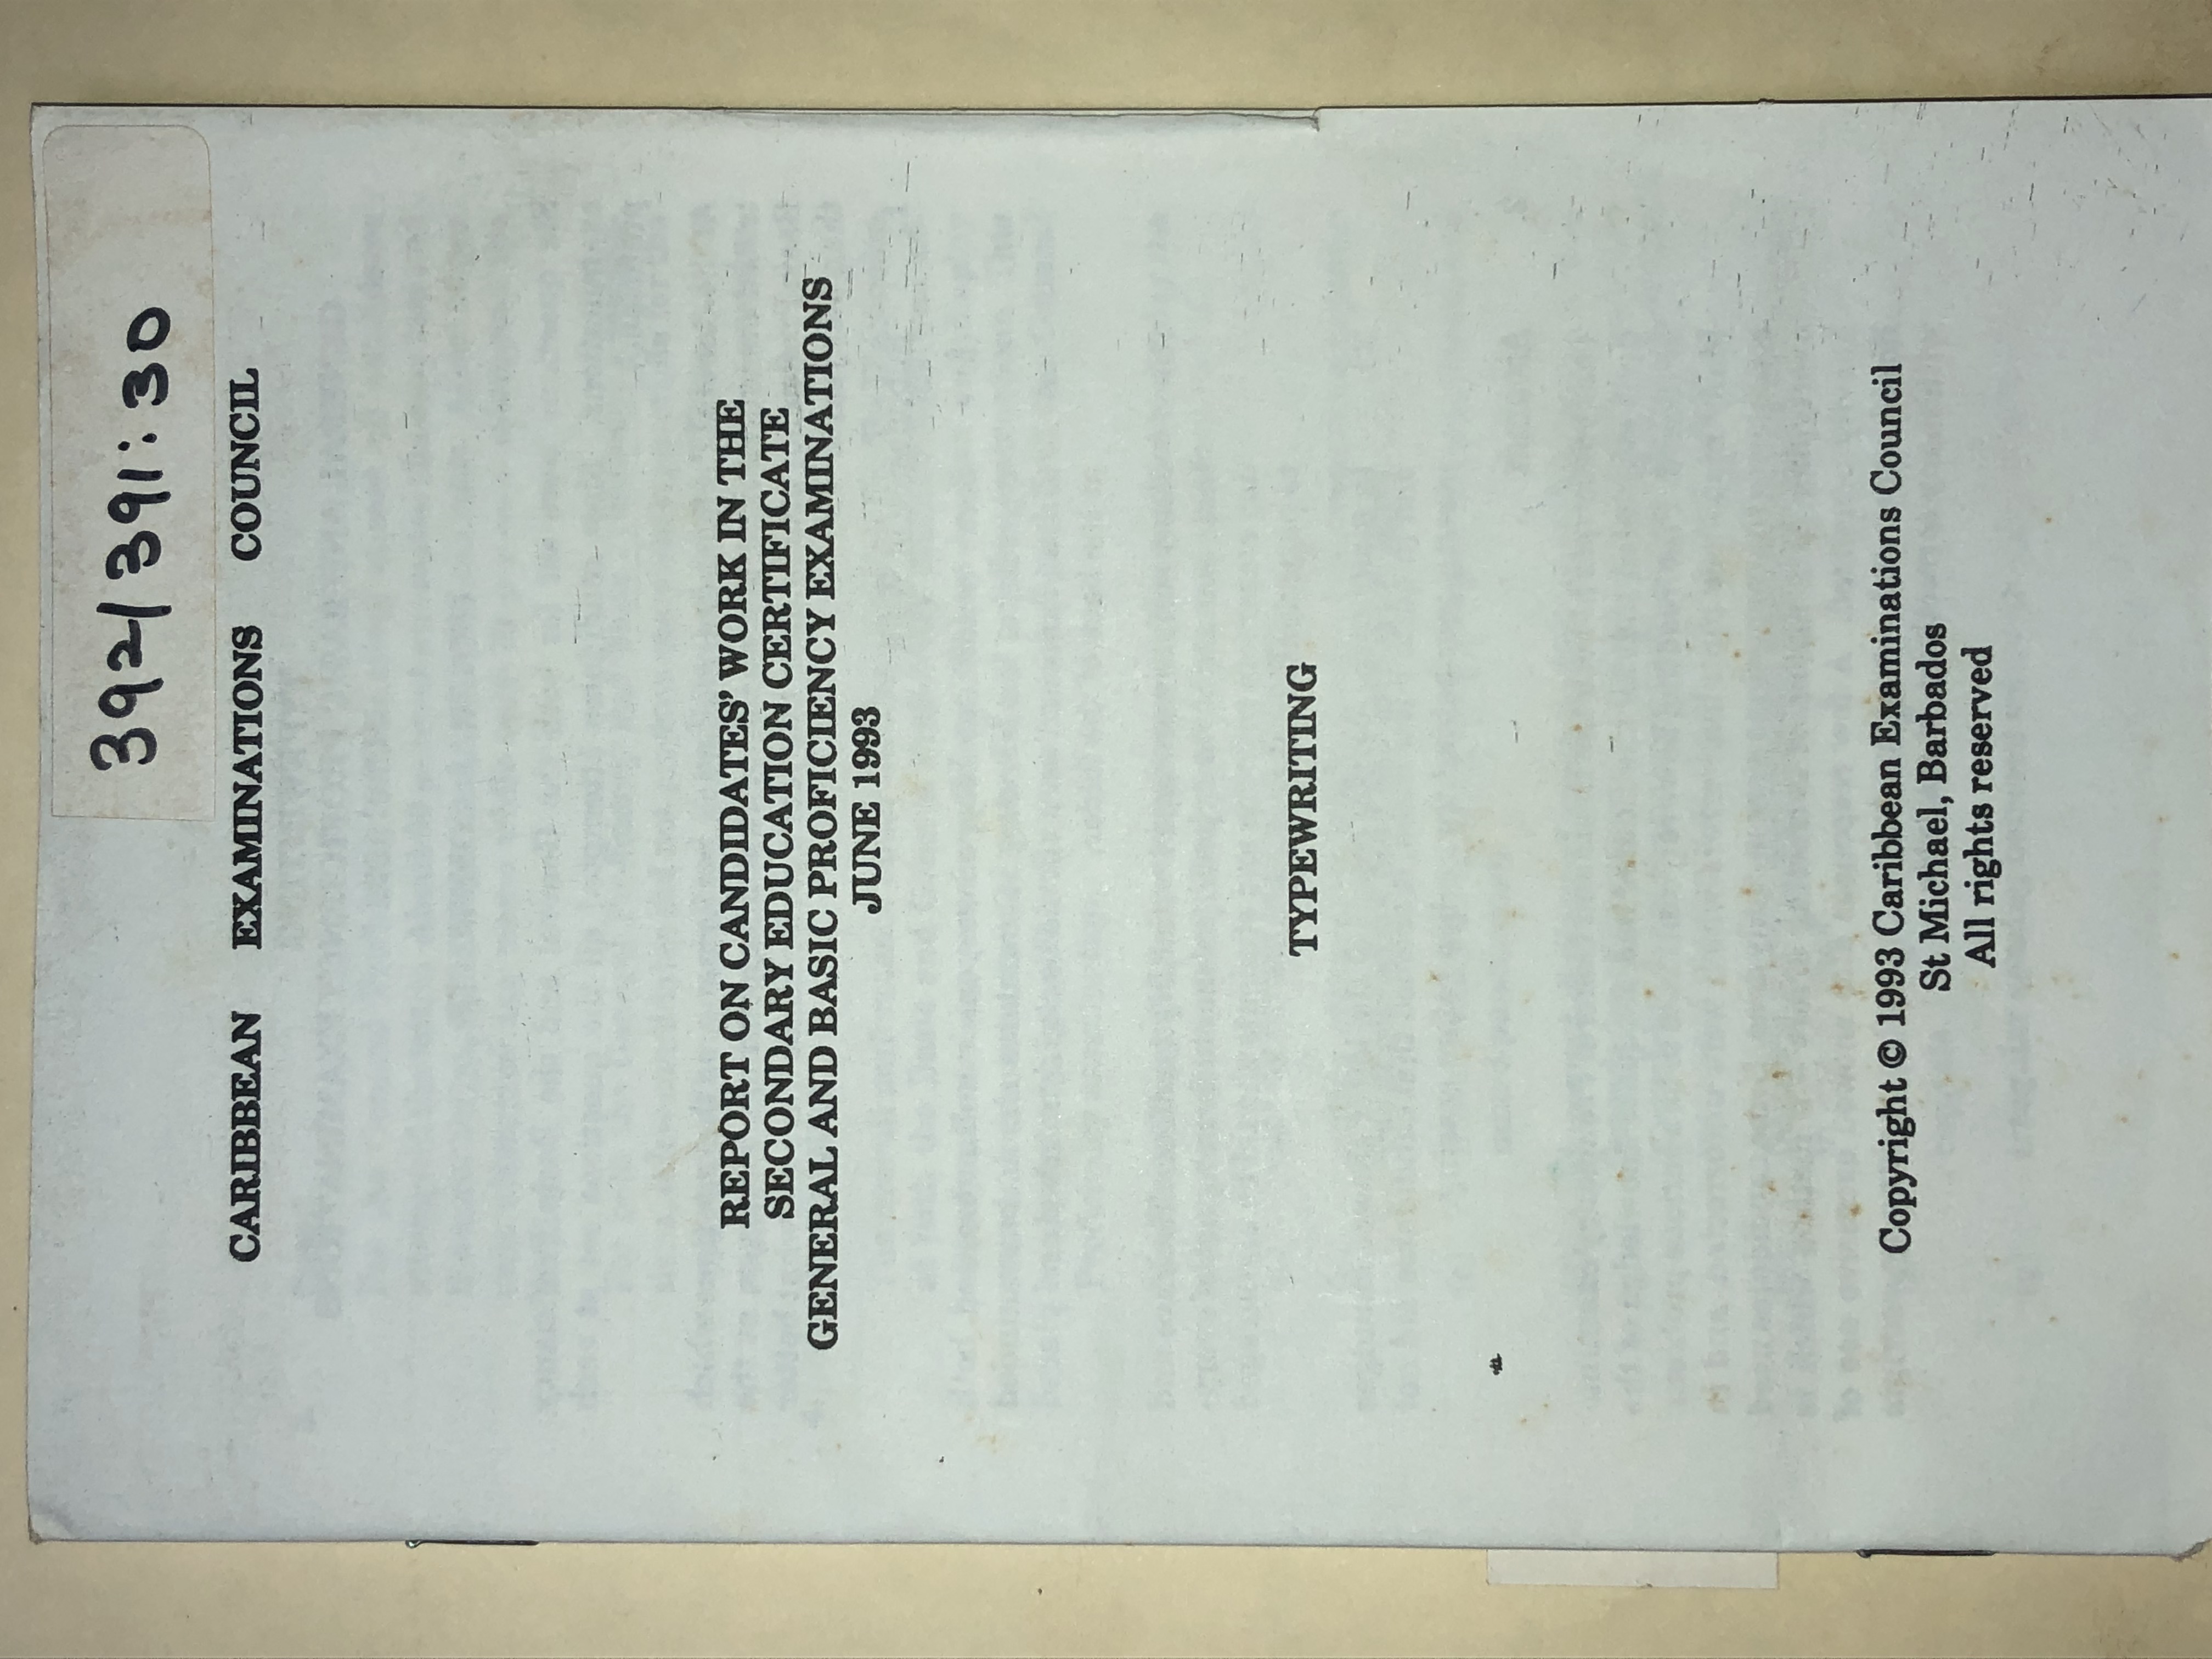 392/391:30
CARIBBEAN EXAMINATIONS COUNCIL
REPORT ON CANDIDATES' WORK IN THE
SECONDARY EDUCATION CERTIFICATE
GENERAL AND BASIC PROFICIENCY EXAMINATIONS
JUNE 1993
TYPEWRITING
Copyright © 1993 Caribbean Examinations Council
St Michael, Barbados
All rights reserved